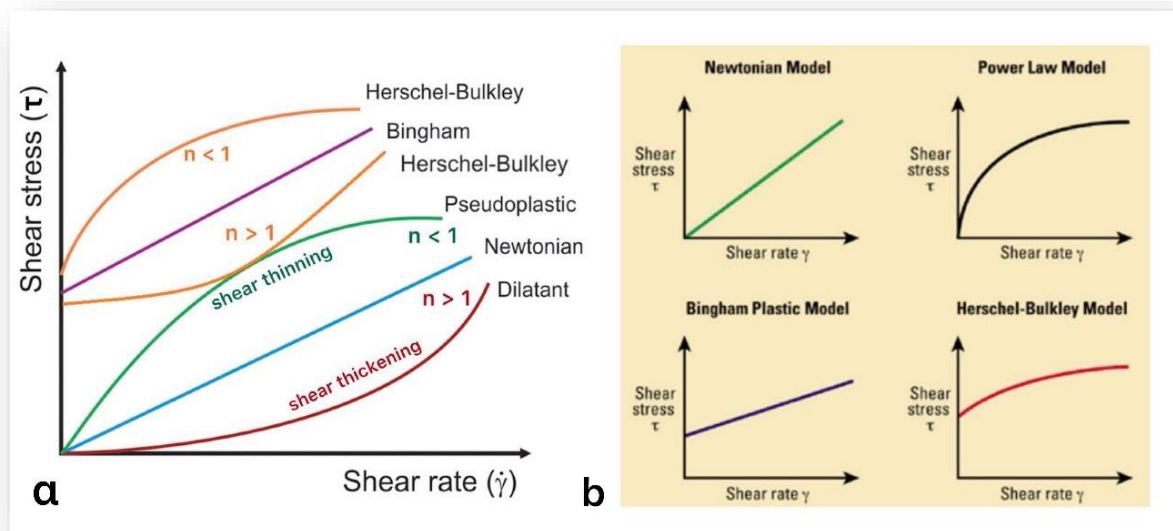 Shear stress (τ)
Herschel-Bulkley
n < 1
Bingham
Herschel-Bulkley
n > 1
Pseudoplastic
n < 1
shear thinning
Newtonian
Dilatant
n > 1
shear thickening
Shear rate (γ̇)
a
Newtonian Model
Shear
stress
τ
Shear rate γ
Power Law Model
Shear
stress
τ
Shear rate γ
Bingham Plastic Model
Shear
stress
τ
Shear rate γ
Herschel-Bulkley Model
Shear
stress
τ
Shear rate γ
b